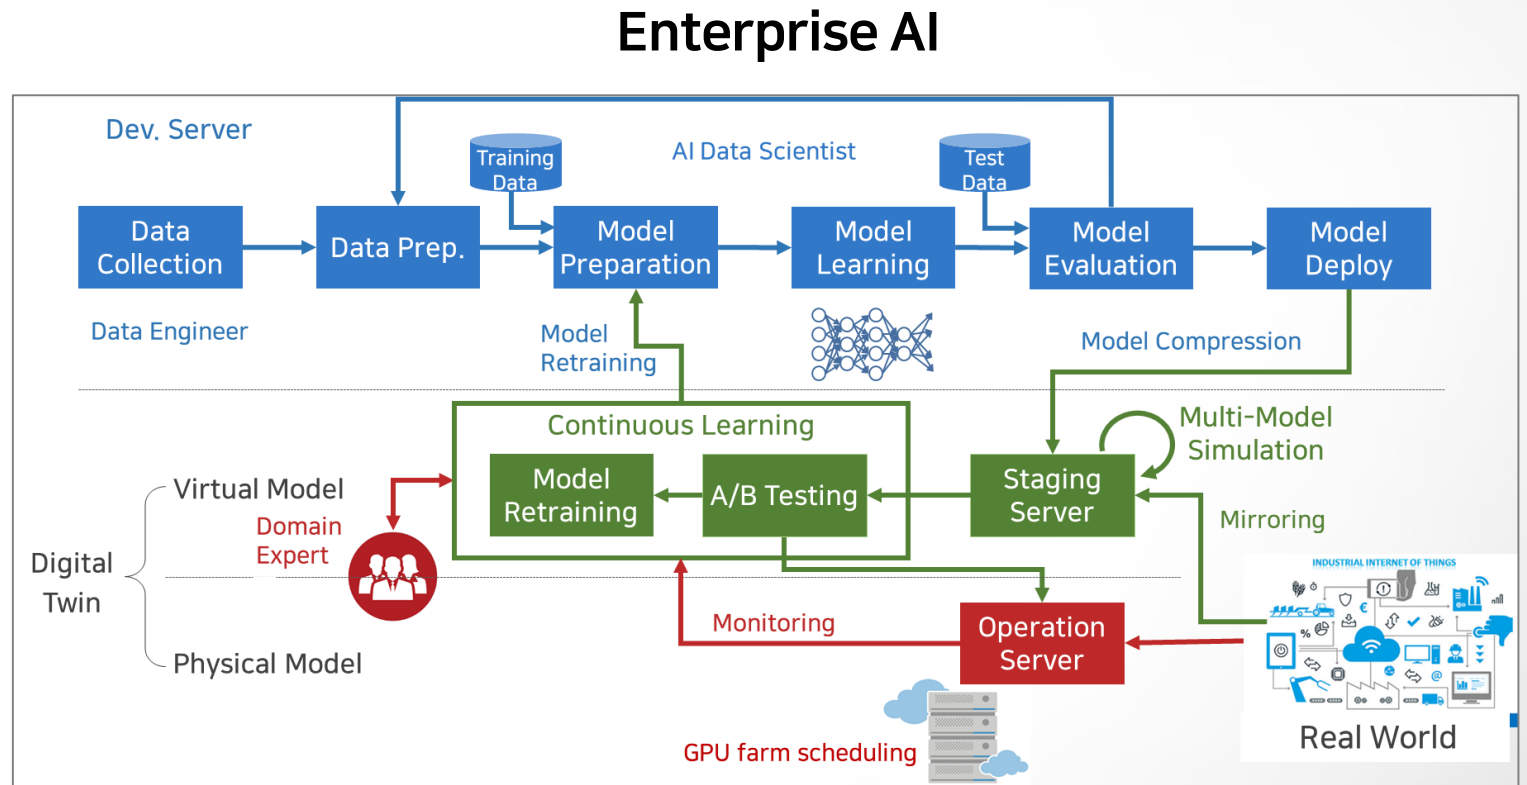 Enterprise AI
Dev. Server
Training
Data
AI Data Scientist
Test
Data
Data
Collection
Data Prep.
Model
Preparation
Model
Learning
Model
Evaluation
Model
Deploy
Data Engineer
Model
Retraining
Model Compression
Continuous Learning
Multi-Model
Simulation
Model
Retraining
A/B Testing
Staging
Server
Mirroring
Virtual Model
Domain
Expert
Digital
Twin
Physical Model
Monitoring
Operation
Server
GPU farm scheduling
INDUSTRIAL INTERNET OF THINGS
€
%
@
Real World